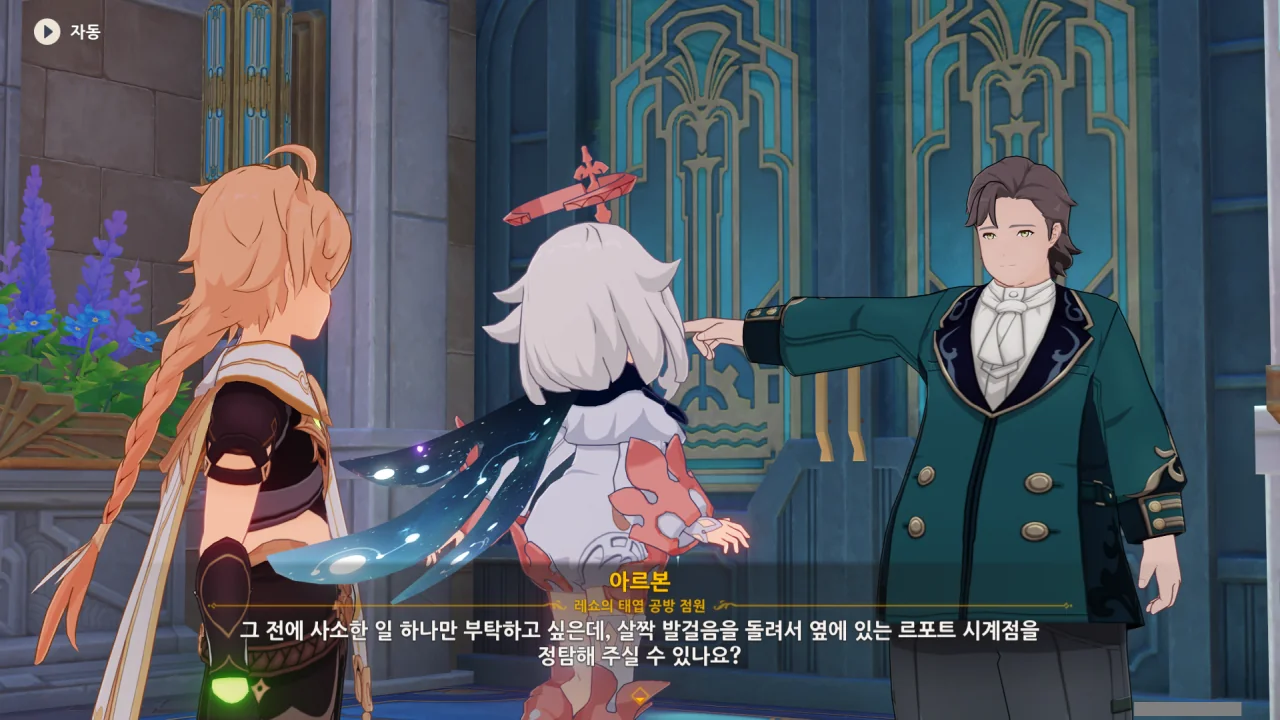 자동
아르본
레쇼의 태엽 공방 점원
그 전에 사소한 일 하나만 부탁하고 싶은데, 살짝 발걸음을 돌려서 옆에 있는 르포트 시계점을
정탐해 주실 수 있나요?